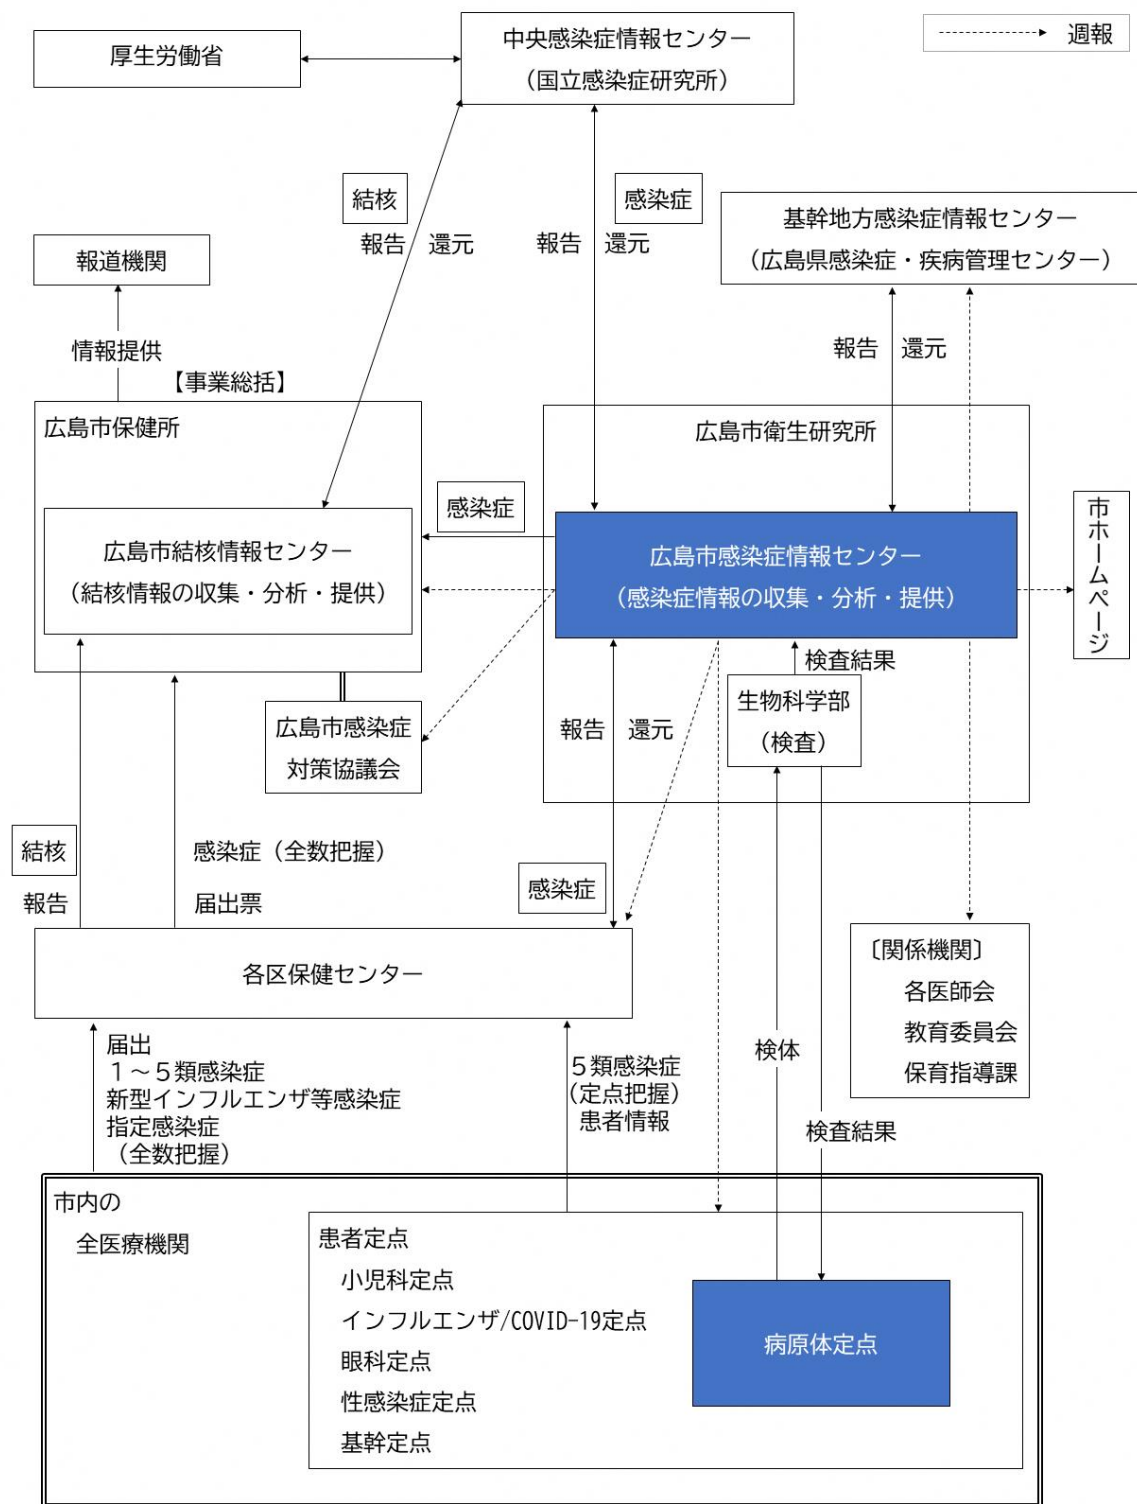 厚生労働省
中央感染症情報センター
（国立感染症研究所）
週報
結核
報告
還元
感染症
報告
還元
基幹地方感染症情報センター
（広島県感染症・疾病管理センター）
報道機関
情報提供
報告
還元
【事業総括】
広島市保健所
広島市衛生研究所
感染症
広島市結核情報センター
（結核情報の収集・分析・提供）
広島市感染症情報センター
（感染症情報の収集・分析・提供）
市ホームページ
検査結果
生物科学部
（検査）
広島市感染症
対策協議会
報告
還元
結核
報告
感染症（全数把握）
届出票
感染症
各区保健センター
〔関係機関〕
各医師会
教育委員会
保育指導課
届出
１～５類感染症
新型インフルエンザ等感染症
指定感染症
（全数把握）
５類感染症
（定点把握）
患者情報
検体
検査結果
市内の
全医療機関
患者定点
小児科定点
インフルエンザ/COVID-19定点
眼科定点
性感染症定点
基幹定点
病原体定点